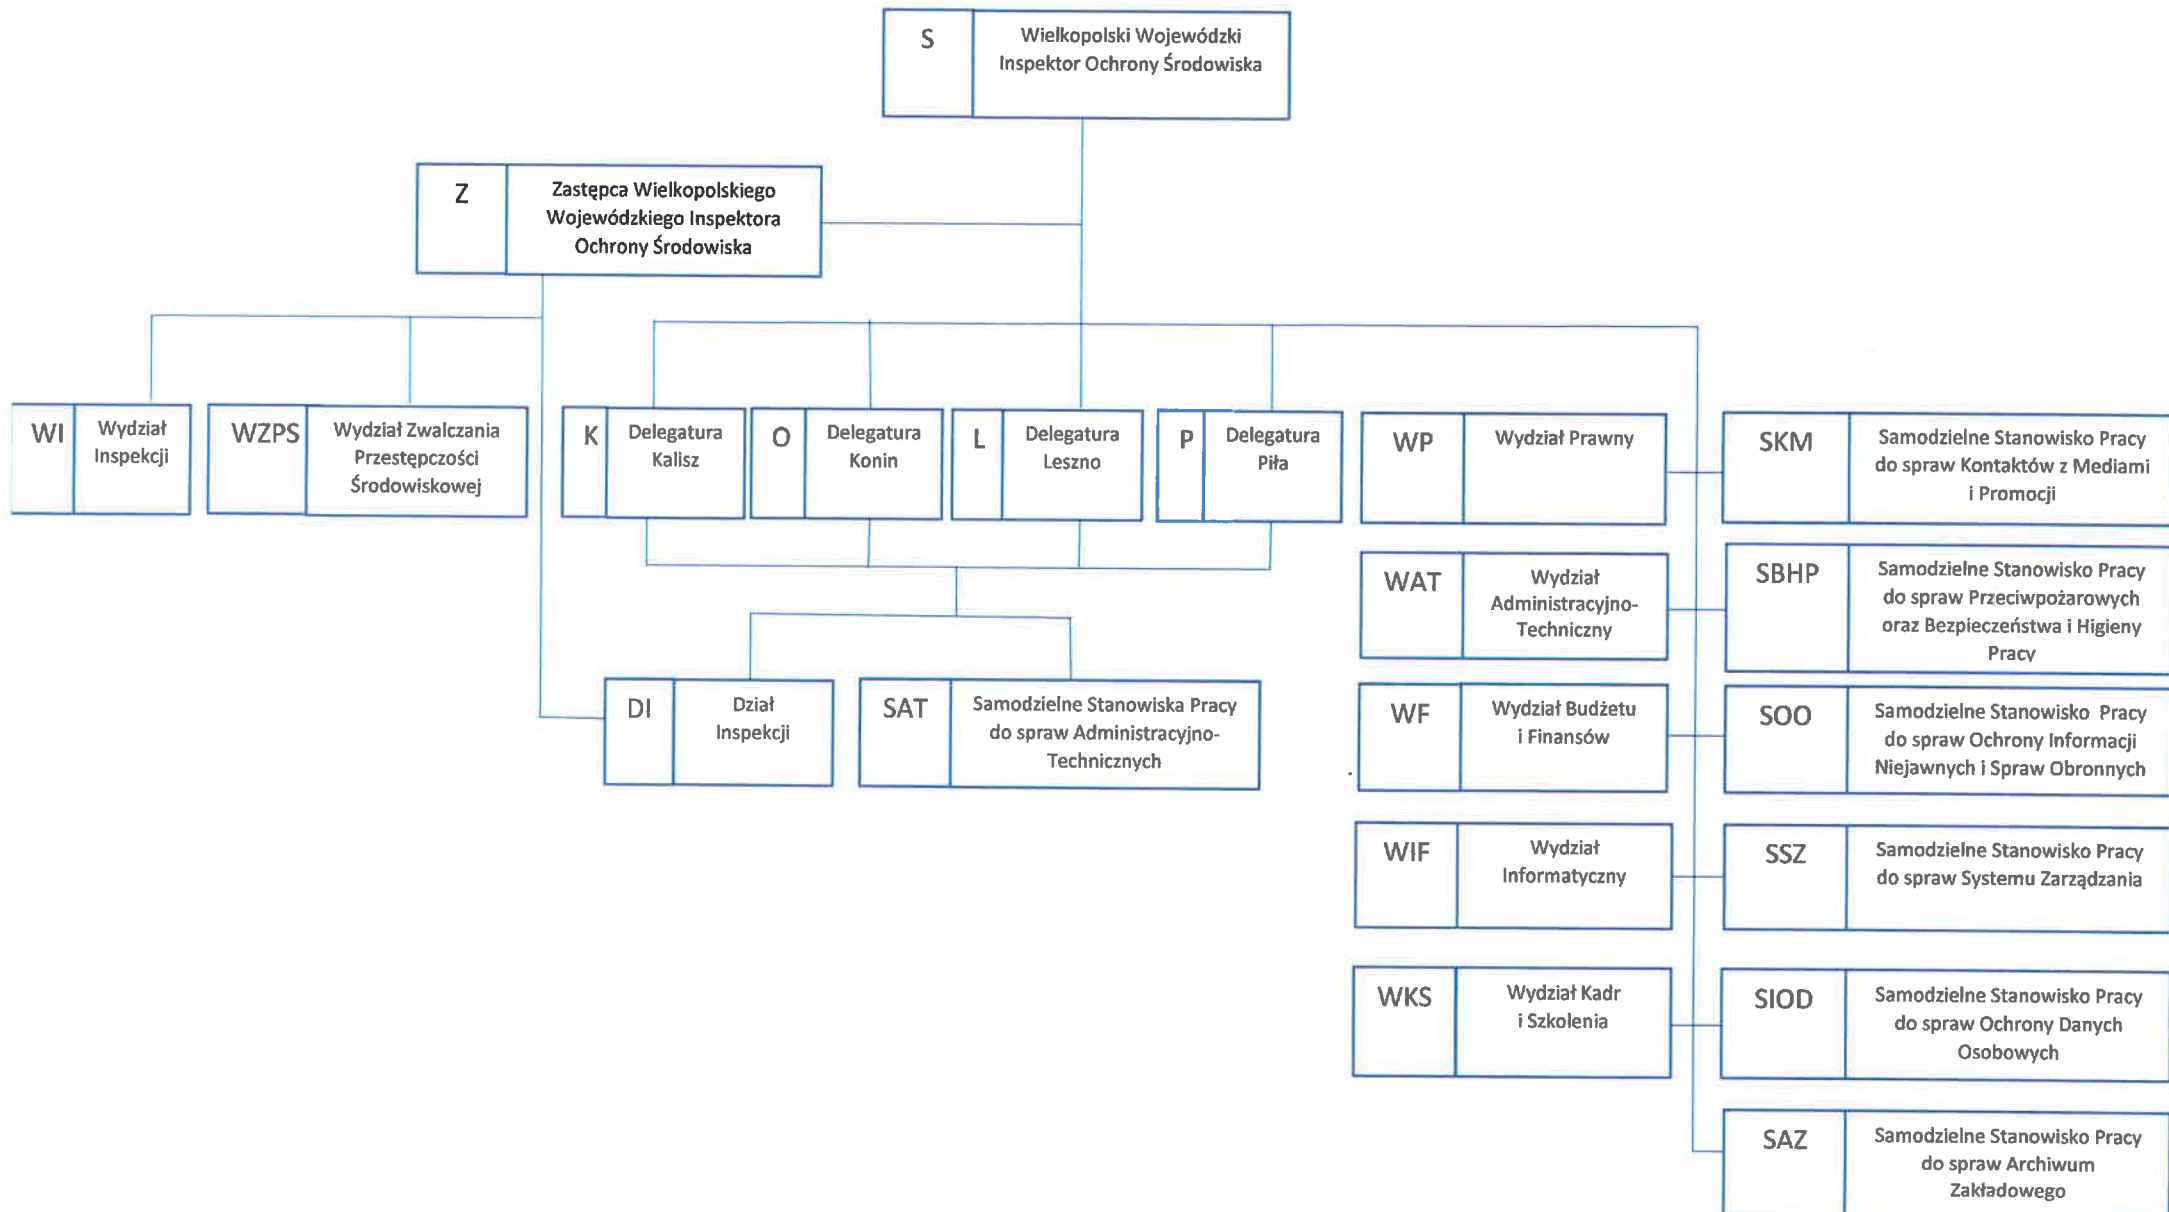 S
Wielkopolski Wojewódzki
Inspektor Ochrony Środowiska
Z
Zastępca Wielkopolskiego
Wojewódzkiego Inspektora
Ochrony Środowiska
WI
Wydział
Inspekcji
WZPS
Wydział Zwalczania
Przestępczości
Środowiskowej
K
Delegatura
Kalisz
O
Delegatura
Konin
L
Delegatura
Leszno
P
Delegatura
Piła
WP
Wydział Prawny
SKM
Samodzielne Stanowisko Pracy
do spraw Kontaktów z Mediami
i Promocji
WAT
Wydział
Administracyjno-
Techniczny
SBHP
Samodzielne Stanowisko Pracy
do spraw Przeciwpożarowych
oraz Bezpieczeństwa i Higieny
Pracy
DI
Dział
Inspekcji
SAT
Samodzielne Stanowiska Pracy
do spraw Administracyjno-
Technicznych
WF
Wydział Budżetu
i Finansów
SOO
Samodzielne Stanowisko Pracy
do spraw Ochrony Informacji
Niejawnych i Spraw Obronnych
WIF
Wydział
Informatyczny
SSZ
Samodzielne Stanowisko Pracy
do spraw Systemu Zarządzania
WKS
Wydział Kadr
i Szkolenia
SIOD
Samodzielne Stanowisko Pracy
do spraw Ochrony Danych
Osobowych
SAZ
Samodzielne Stanowisko Pracy
do spraw Archiwum
Zakładowego